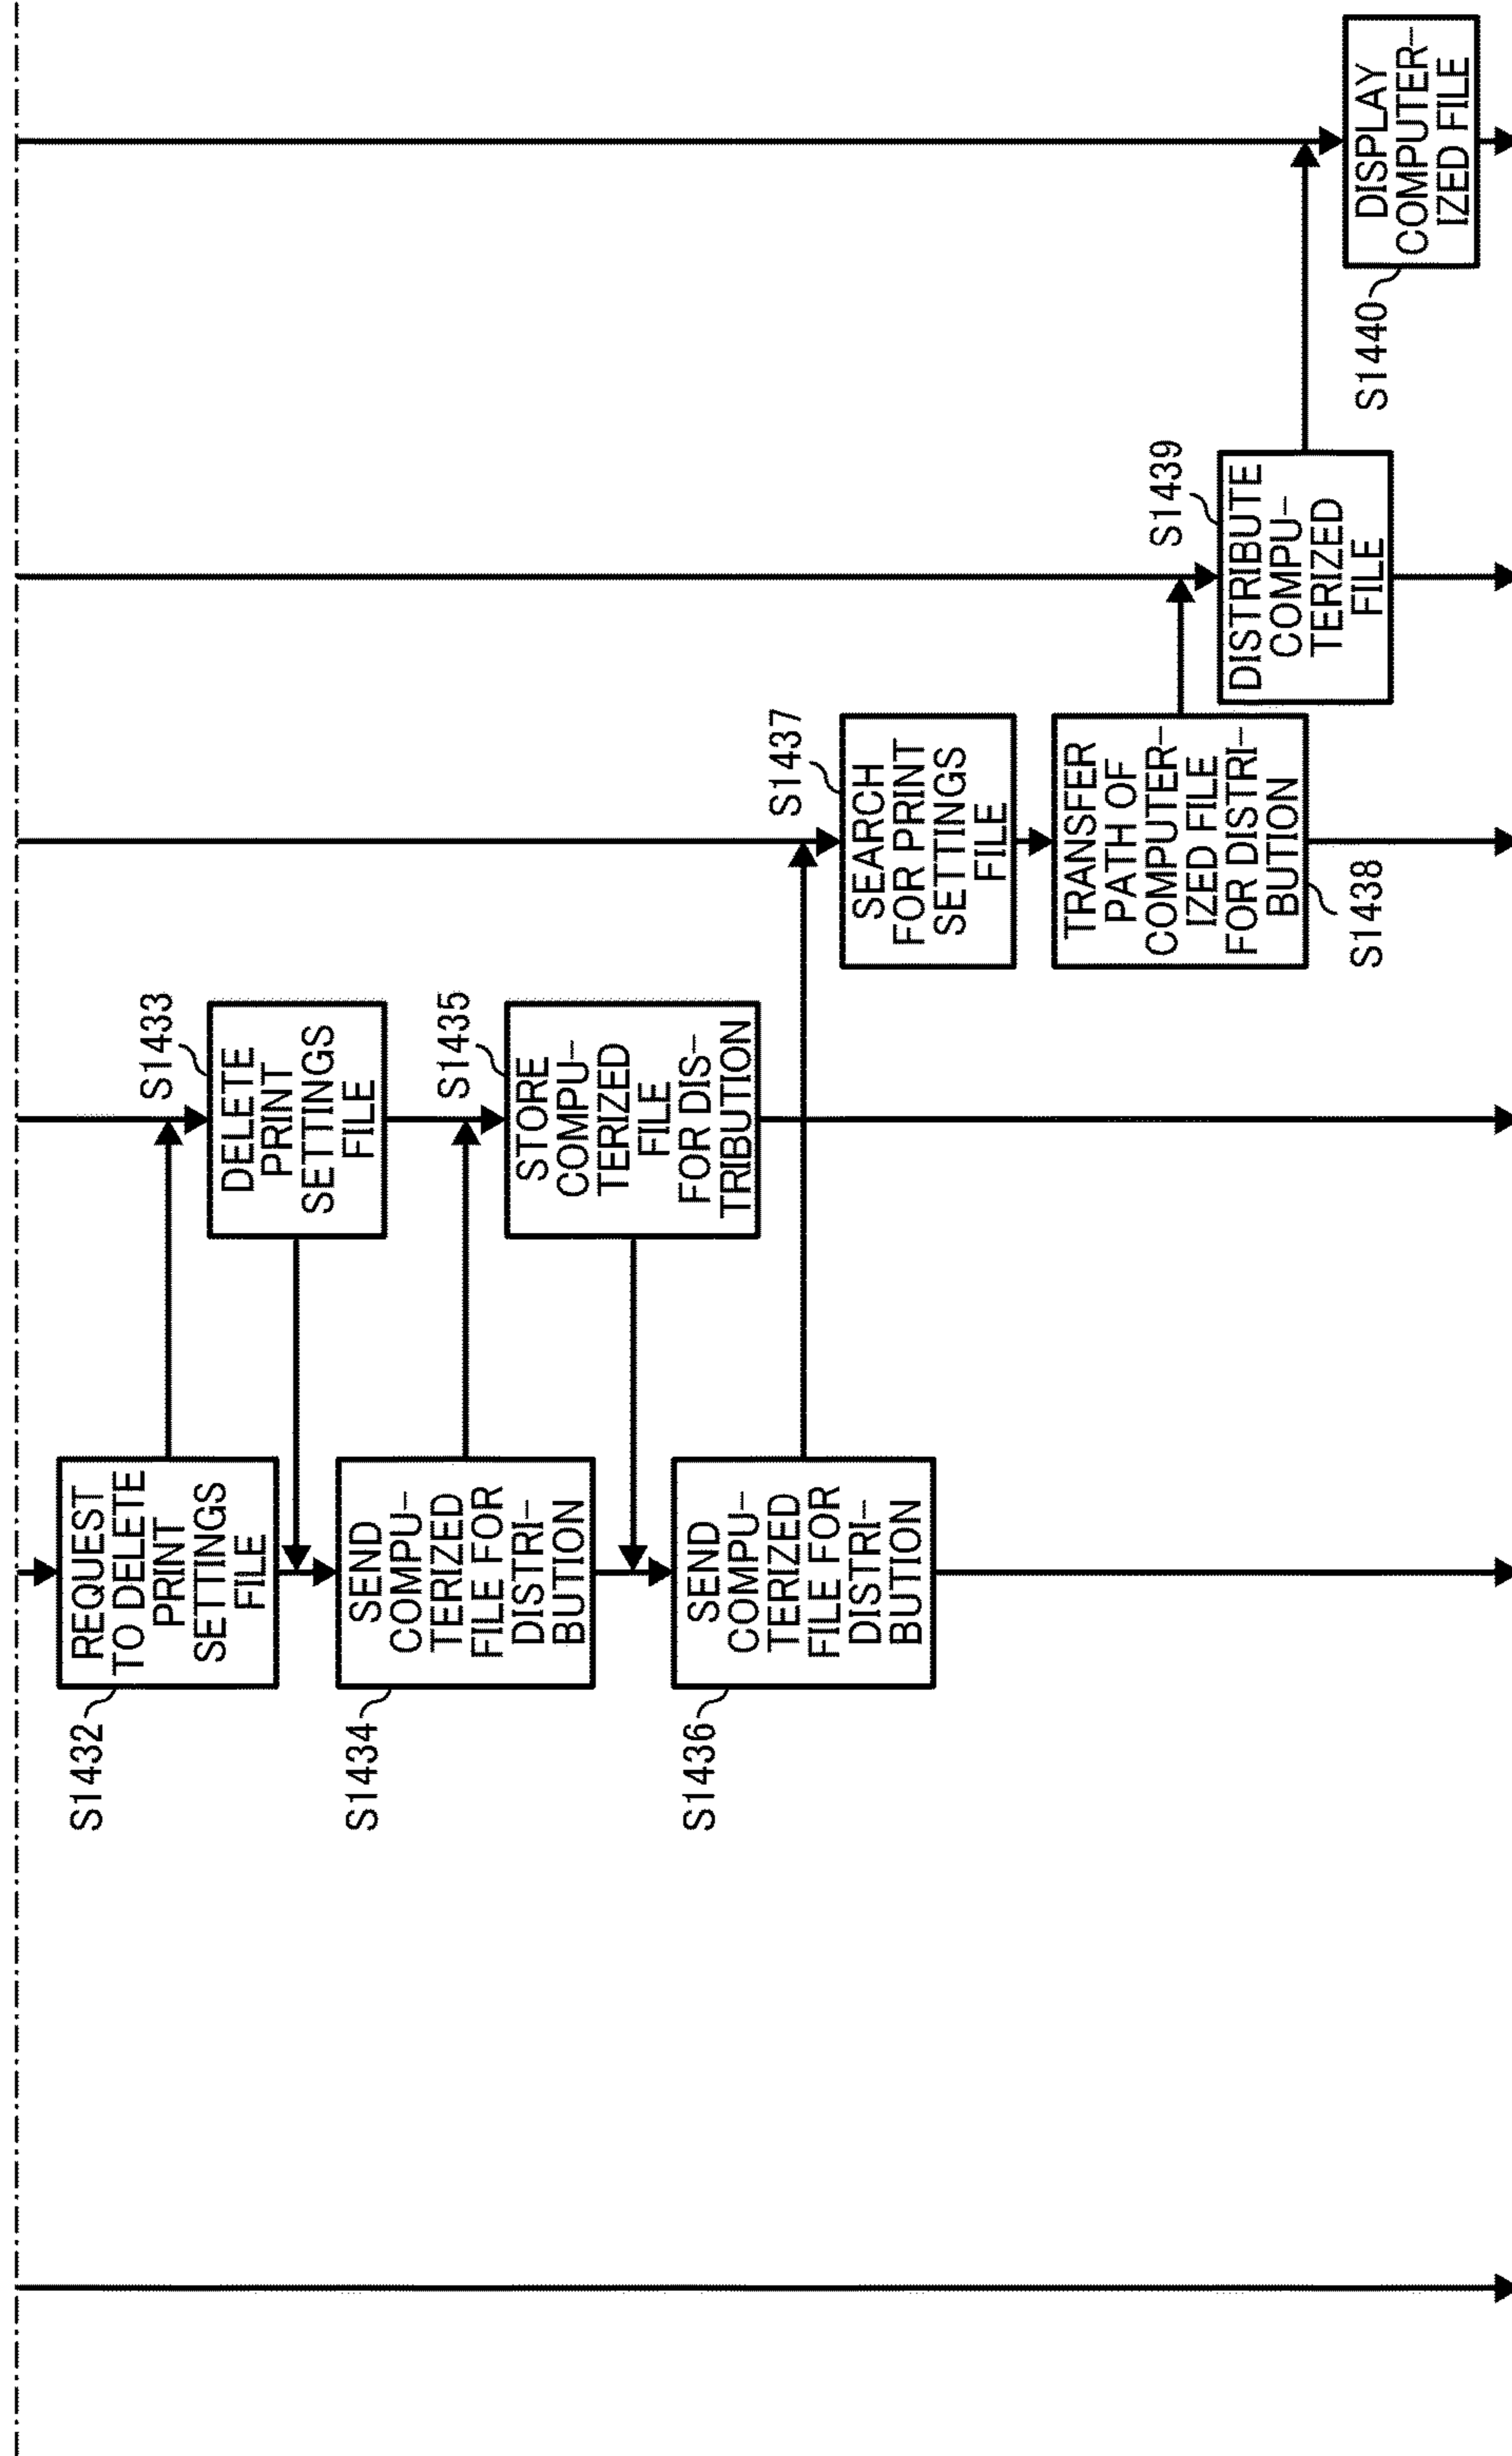 S1432
REQUEST
TO DELETE
PRINT
SETTINGS
FILE
S1433
DELETE
PRINT
SETTINGS
FILE
S1434
SEND
COMPU-
TERIZED
FILE FOR
DISTRI-
BUTION
S1435
STORE
COMPU-
TERIZED
FILE
FOR DIS-
TRIBUTION
S1436
SEND
COMPU-
TERIZED
FILE FOR
DISTRI-
BUTION
S1437
SEARCH
FOR PRINT
SETTINGS
FILE
TRANSFER
PATH OF
COMPUTER-
IZED FILE
FOR DISTRI-
BUTION
S1438
S1439
DISTRIBUTE
COMPU-
TERIZED
FILE
S1440
DISPLAY
COMPUTER-
IZED FILE